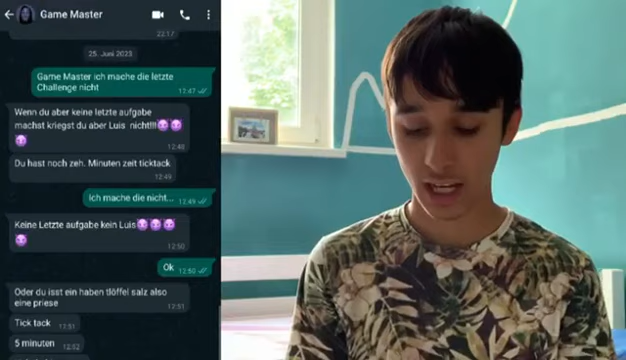 Game Master
22:17
25. Juni 2023
Game Master ich mache die letzte
Challenge nicht
12:47
Wenn du aber keine letzte aufgabe
machst kriegst du aber Luis nicht!!!😈😈
😈
12:48
Du hast noch zeh. Minuten zeit ticktack
12:49
Ich mache die nicht...
12:49
Keine Letzte aufgabe kein Luis😈😈😈
😈
12:50
Ok
12:50
Oder du isst ein haben tlöffel salz also
eine priese
12:51
Tick tack
12:51
5 minuten
12:52